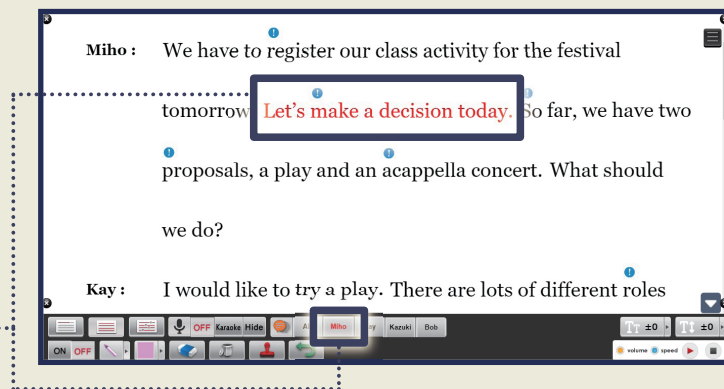 Miho : We have to register our class activity for the festival
tomorrow. Let's make a decision today. So far, we have two
proposals, a play and an acappella concert. What should
we do?
Kay : I would like to try a play. There are lots of different roles
OFF Karaoke Hide Miho Kazuki Bob TT ±0 T ±0
ON OFF volume speed